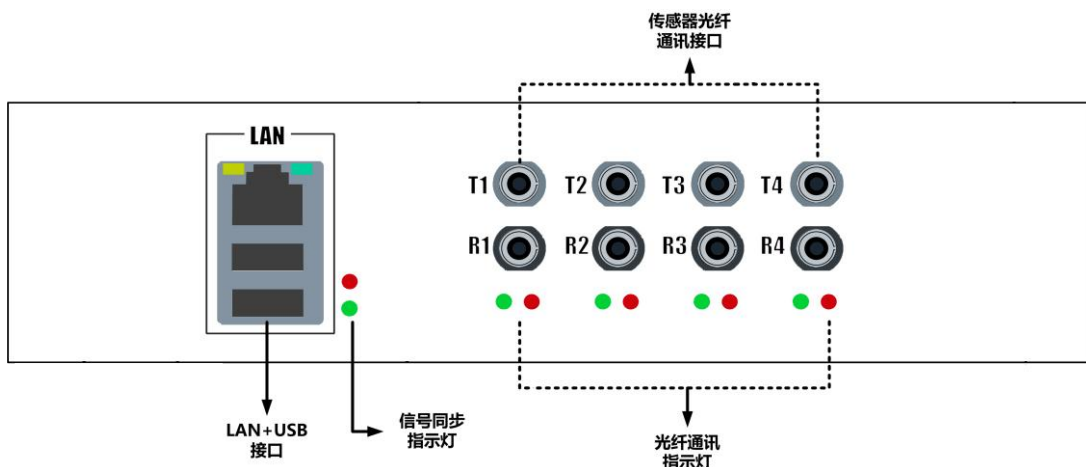 传感器光纤
通讯接口
LAN
T1 T2 T3 T4
R1 R2 R3 R4
LAN+USB
接口
信号同步
指示灯
光纤通讯
指示灯